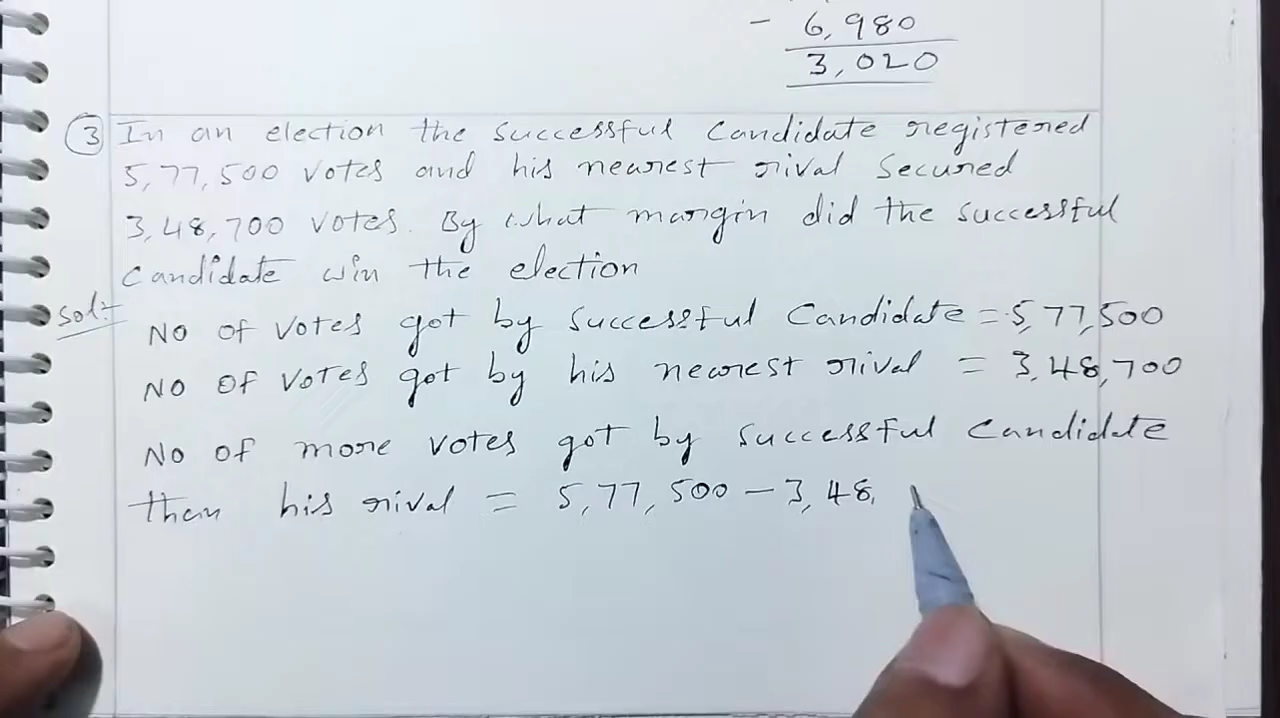 - 6,980
3,020
3 In an election the successful candidate registered
5,77,500 votes and his nearest rival secured
3,48,700 votes. By what margin did the successful
candidate win the election
Sol:-
No of votes got by successful candidate = 5,77,500
No of votes got by his nearest rival = 3,48,700
No of more votes got by successful candidate
than his rival = 5,77,500 - 3,48,